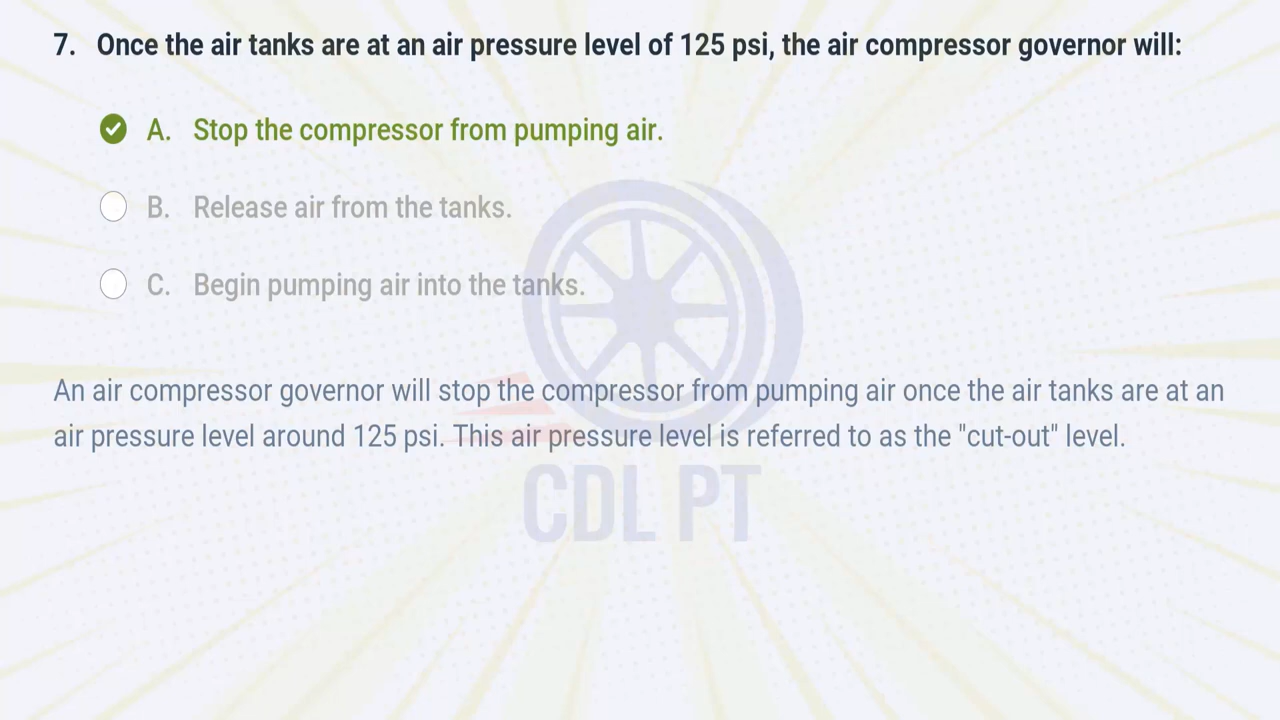 7. Once the air tanks are at an air pressure level of 125 psi, the air compressor governor will:
A. Stop the compressor from pumping air.
B. Release air from the tanks.
C. Begin pumping air into the tanks.
An air compressor governor will stop the compressor from pumping air once the air tanks are at an
air pressure level around 125 psi. This air pressure level is referred to as the "cut-out" level.
CDL PT